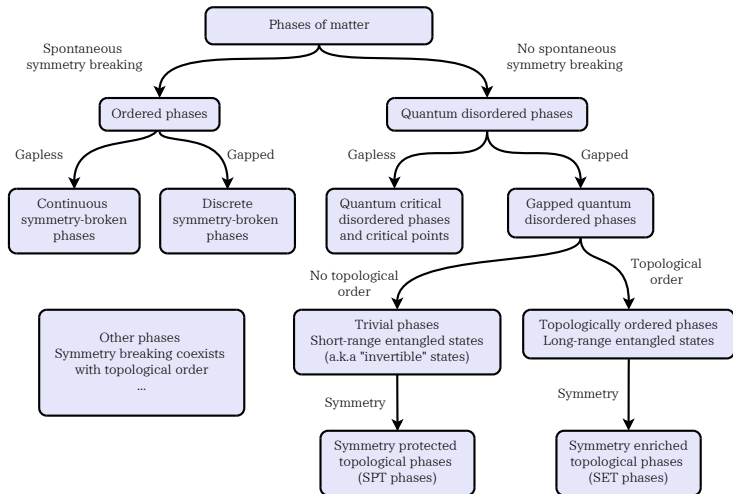 Phases of matter
Spontaneous
symmetry breaking
No spontaneous
symmetry breaking
Ordered phases
Quantum disordered phases
Gapless
Gapped
Gapless
Gapped
Continuous
symmetry-broken
phases
Discrete
symmetry-broken
phases
Quantum critical
disordered phases
and critical points
Gapped quantum
disordered phases
No topological
order
Topological
order
Other phases
Symmetry breaking coexists
with topological order
...
Trivial phases
Short-range entangled states
(a.k.a "invertible" states)
Topologically ordered phases
Long-range entangled states
Symmetry
Symmetry
Symmetry protected
topological phases
(SPT phases)
Symmetry enriched
topological phases
(SET phases)